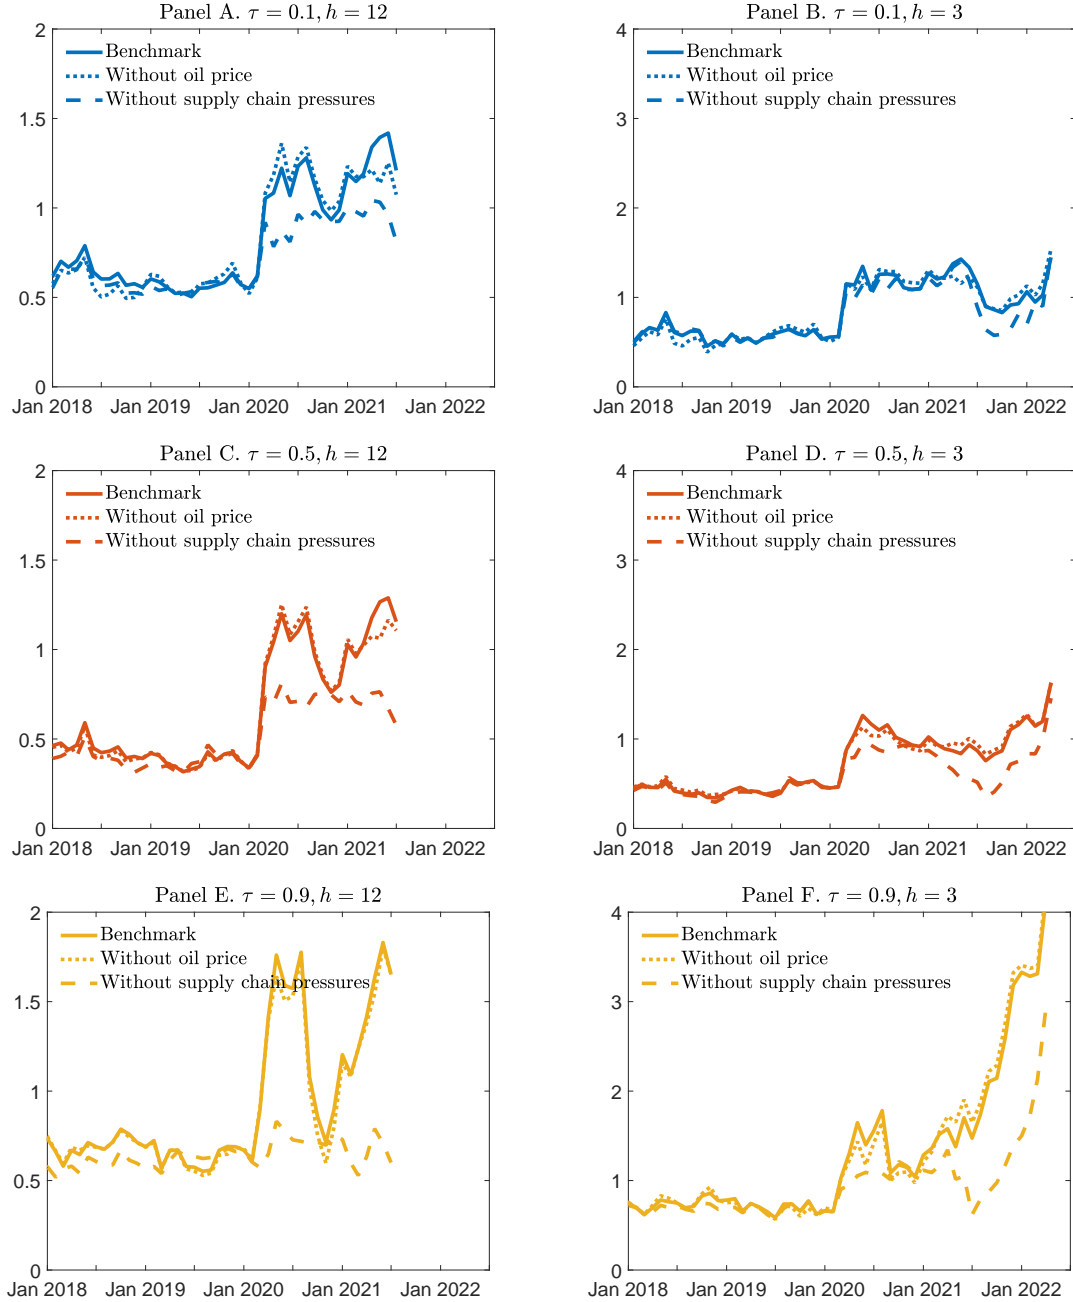 Panel A. τ = 0.1, h = 12
2
Benchmark
Without oil price
Without supply chain pressures
1.5
1
0.5
0
Jan 2018 Jan 2019 Jan 2020 Jan 2021 Jan 2022
Panel B. τ = 0.1, h = 3
4
Benchmark
Without oil price
Without supply chain pressures
3
2
1
0
Jan 2018 Jan 2019 Jan 2020 Jan 2021 Jan 2022
Panel C. τ = 0.5, h = 12
2
Benchmark
Without oil price
Without supply chain pressures
1.5
1
0.5
0
Jan 2018 Jan 2019 Jan 2020 Jan 2021 Jan 2022
Panel D. τ = 0.5, h = 3
4
Benchmark
Without oil price
Without supply chain pressures
3
2
1
0
Jan 2018 Jan 2019 Jan 2020 Jan 2021 Jan 2022
Panel E. τ = 0.9, h = 12
2
Benchmark
Without oil price
Without supply chain pressures
1.5
1
0.5
0
Jan 2018 Jan 2019 Jan 2020 Jan 2021 Jan 2022
Panel F. τ = 0.9, h = 3
4
Benchmark
Without oil price
Without supply chain pressures
3
2
1
0
Jan 2018 Jan 2019 Jan 2020 Jan 2021 Jan 2022